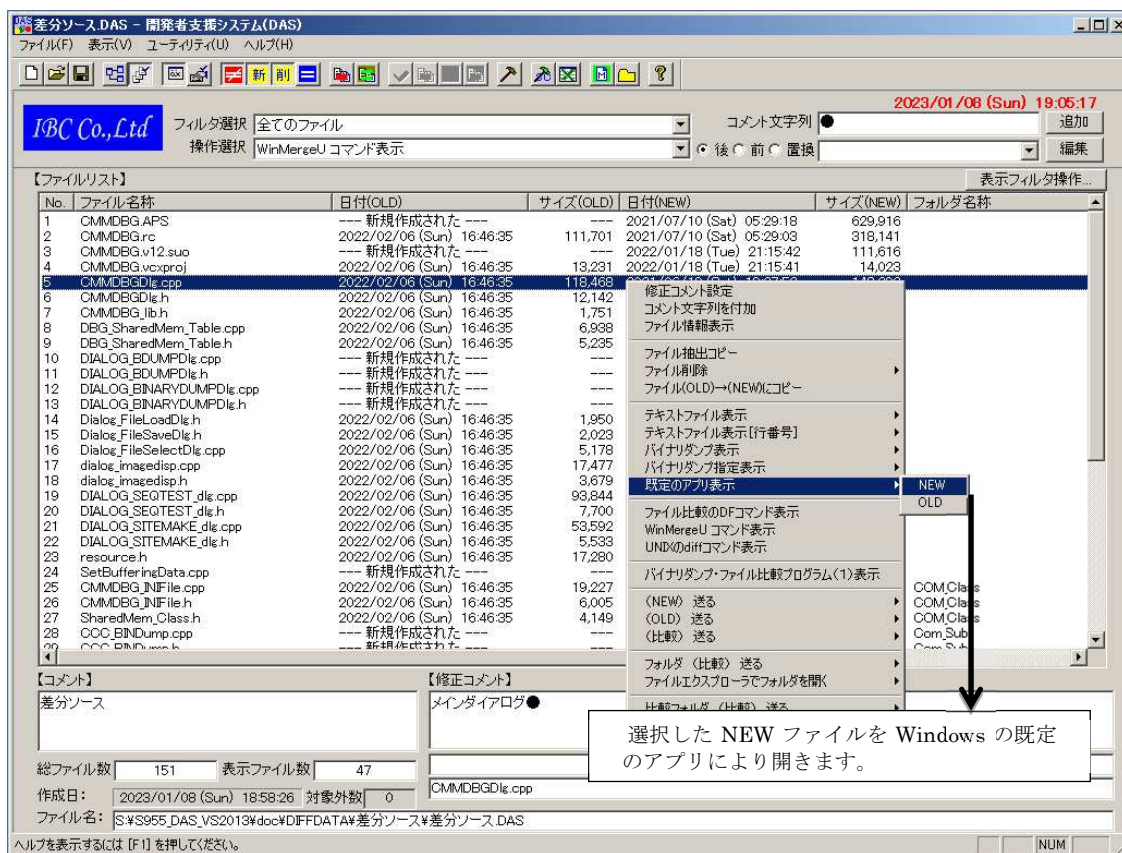 差分ソース.DAS - 開発者支援システム(DAS)
ファイル(F) 表示(V) ユーティリティ(U) ヘルプ(H)
新 削
2023/01/08 (Sun) 19:05:17
IBC Co.,Ltd
フィルタ選択 全てのファイル
コメント文字列 ● 追加
操作選択 WinMergeU コマンド表示
後 前 置換 編集
【ファイルリスト】
表示フィルタ操作...
No. ファイル名称 日付(OLD) サイズ(OLD) 日付(NEW) サイズ(NEW) フォルダ名称
1 CMMDBG.APS --- 新規作成された --- --- 2021/07/10 (Sat) 05:29:18 629,916
2 CMMDBG.rc 2022/02/06 (Sun) 16:46:35 111,701 2021/07/10 (Sat) 05:29:03 318,141
3 CMMDBG.v12.suo --- 新規作成された --- --- 2022/01/18 (Tue) 21:15:42 111,616
4 CMMDBG.vcxproj 2022/02/06 (Sun) 16:46:35 13,231 2022/01/18 (Tue) 21:15:41 14,023
5 CMMDBGDlg.cpp 2022/02/06 (Sun) 16:46:35 118,468
6 CMMDBGDlg.h 2022/02/06 (Sun) 16:46:35 12,142
7 CMMDBG_lib.h 2022/02/06 (Sun) 16:46:35 1,751
8 DBG_SharedMem_Table.cpp 2022/02/06 (Sun) 16:46:35 6,938
9 DBG_SharedMem_Table.h 2022/02/06 (Sun) 16:46:35 5,235
10 DIALOG_BDUMPDlg.cpp --- 新規作成された --- ---
11 DIALOG_BDUMPDlg.h --- 新規作成された --- ---
12 DIALOG_BINARYDUMPDlg.cpp --- 新規作成された --- ---
13 DIALOG_BINARYDUMPDlg.h --- 新規作成された --- ---
14 Dialog_FileLoadDlg.h 2022/02/06 (Sun) 16:46:35 1,950
15 Dialog_FileSaveDlg.h 2022/02/06 (Sun) 16:46:35 2,023
16 Dialog_FileSelectDlg.cpp 2022/02/06 (Sun) 16:46:35 5,178
17 dialog_imagedisp.cpp 2022/02/06 (Sun) 16:46:35 17,477
18 dialog_imagedisp.h 2022/02/06 (Sun) 16:46:35 3,679
19 DIALOG_SEQTEST_dlg.cpp 2022/02/06 (Sun) 16:46:35 93,844
20 DIALOG_SEQTEST_dlg.h 2022/02/06 (Sun) 16:46:35 7,700
21 DIALOG_SITEMAKE_dlg.cpp 2022/02/06 (Sun) 16:46:35 53,592
22 DIALOG_SITEMAKE_dlg.h 2022/02/06 (Sun) 16:46:35 5,533
23 resource.h 2022/02/06 (Sun) 16:46:35 17,280
24 SetBufferingData.cpp --- 新規作成された --- ---
25 CMMDBG_INIFile.cpp 2022/02/06 (Sun) 16:46:35 19,227 COM_Class
26 CMMDBG_INIFile.h 2022/02/06 (Sun) 16:46:35 6,005 COM_Class
27 SharedMem_Class.h 2022/02/06 (Sun) 16:46:35 4,149 COM_Class
28 CCC_BINDump.cpp --- 新規作成された --- --- Com_Sub
29 CCC_BINDump.h --- 新規作成された --- --- Com_Sub
修正コメント設定
コメント文字列を付加
ファイル情報表示
ファイル抽出コピー
ファイル削除
ファイル(OLD)→(NEW)にコピー
テキストファイル表示
テキストファイル表示[行番号]
バイナリダンプ表示
バイナリダンプ指定表示
既定のアプリ表示
NEW
OLD
ファイル比較のDFコマンド表示
WinMergeU コマンド表示
UNIXのdiffコマンド表示
バイナリダンプ・ファイル比較プログラム(1)表示
(NEW) 送る
(OLD) 送る
(比較) 送る
フォルダ (比較) 送る
ファイルエクスプローラでフォルダを開く
比較フォルダ (比較) 送る
選択した NEW ファイルを Windows の既定
のアプリにより開きます。
【コメント】
差分ソース
【修正コメント】
メインダイアログ●
総ファイル数 151 表示ファイル数 47
作成日: 2023/01/08 (Sun) 18:58:26 対象外数 0
CMMDBGDlg.cpp
ファイル名: S:¥S955_DAS_VS2013¥doc¥DIFFDATA¥差分ソース¥差分ソース.DAS
ヘルプを表示するには [F1] を押してください。
NUM